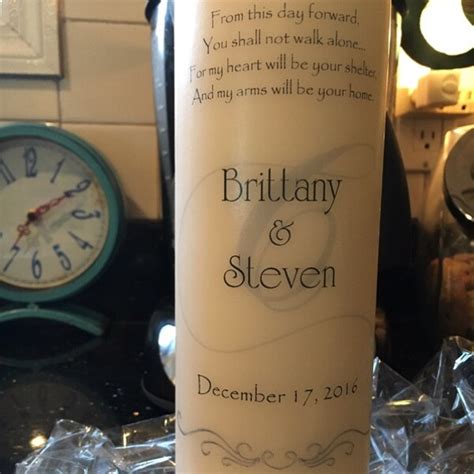 From this day forward,
You shall not walk alone...
For my heart will be your shelter,
And my arms will be your home.
Brittany
&
Steven
December 17, 2016